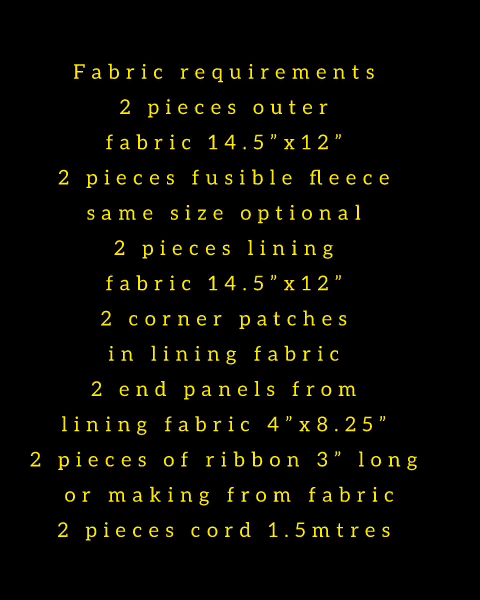 Fabric requirements
2 pieces outer
fabric 14.5”x12”
2 pieces fusible fleece
same size optional
2 pieces lining
fabric 14.5”x12”
2 corner patches
in lining fabric
2 end panels from
lining fabric 4”x8.25”
2 pieces of ribbon 3” long
or making from fabric
2 pieces cord 1.5mtres